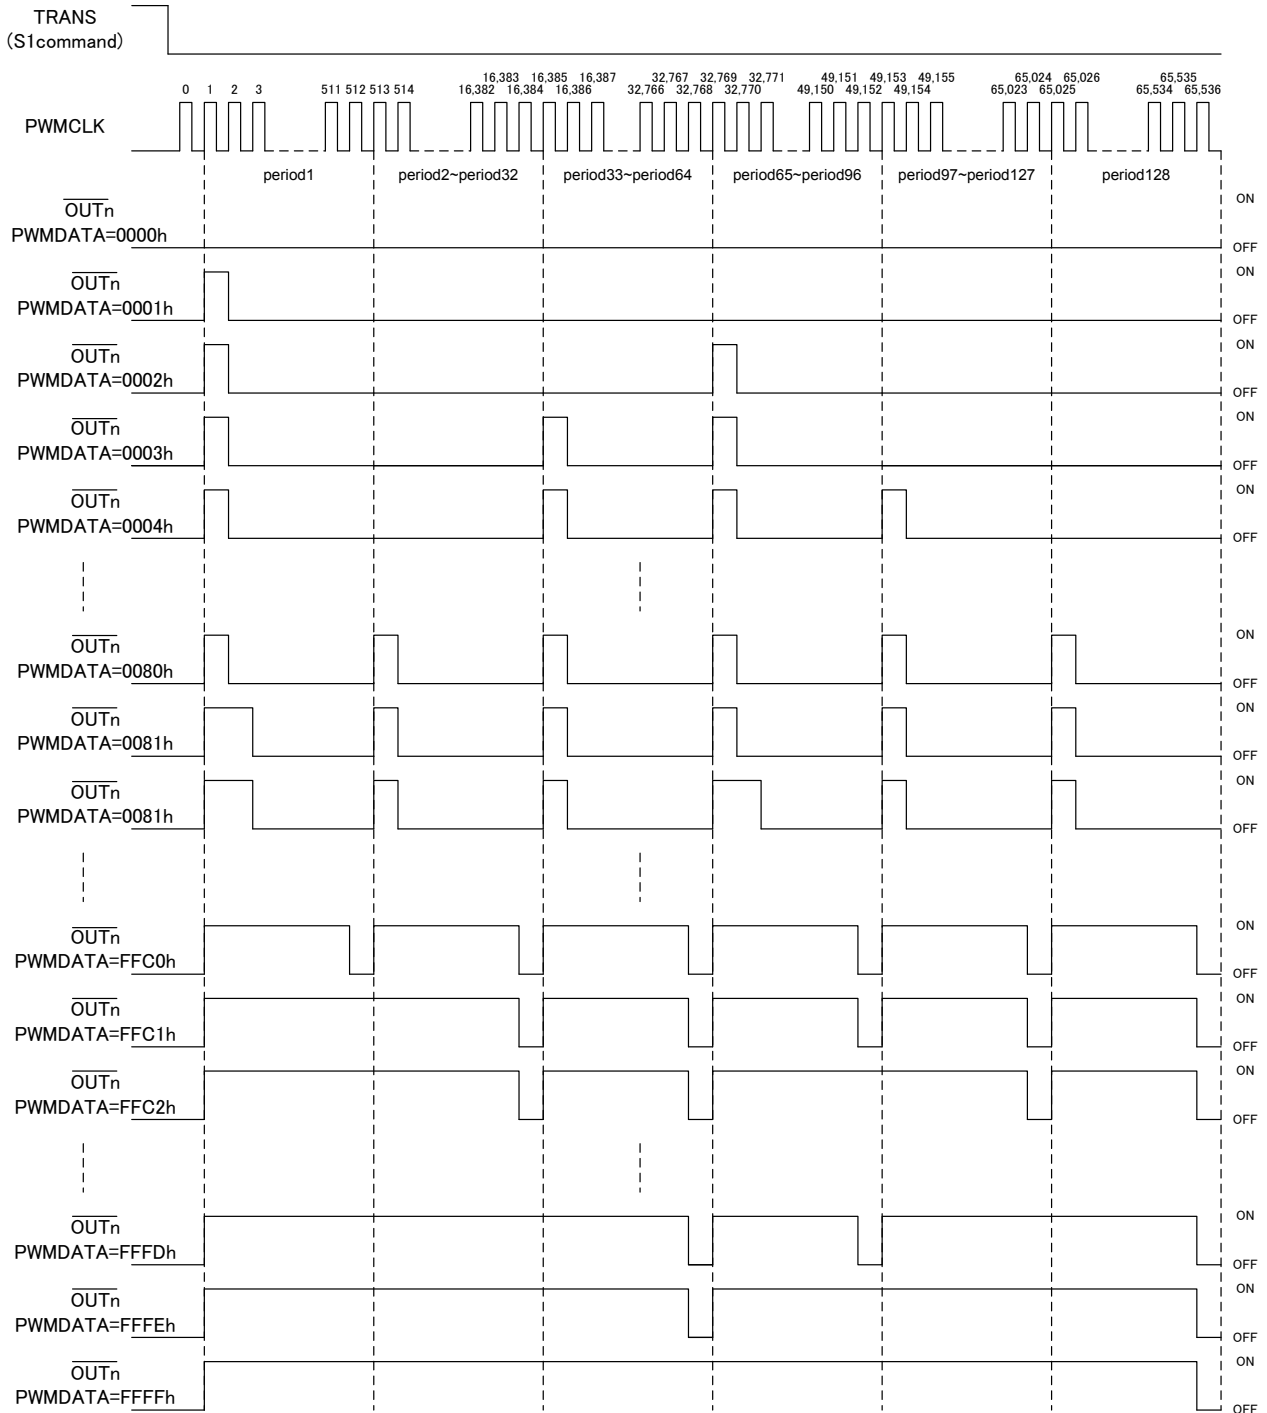 TRANS
(S1command)
16,383 16,385 16,387 32,767 32,769 32,771 49,151 49,153 49,155 65,024 65,026 65,535
0 1 2 3 511 512 513 514 16,382 16,384 16,386 32,766 32,768 32,770 49,150 49,152 49,154 65,023 65,025 65,534 65,536
PWMCLK
period1 period2~period32 period33~period64 period65~period96 period97~period127 period128
OUTn ON
PWMDATA=0000h OFF
OUTn ON
PWMDATA=0001h OFF
OUTn ON
PWMDATA=0002h OFF
OUTn ON
PWMDATA=0003h OFF
OUTn ON
PWMDATA=0004h OFF
OUTn ON
PWMDATA=0080h OFF
OUTn ON
PWMDATA=0081h OFF
OUTn ON
PWMDATA=0081h OFF
OUTn ON
PWMDATA=FFC0h OFF
OUTn ON
PWMDATA=FFC1h OFF
OUTn ON
PWMDATA=FFC2h OFF
OUTn ON
PWMDATA=FFFDh OFF
OUTn ON
PWMDATA=FFFEh OFF
OUTn ON
PWMDATA=FFFFh OFF